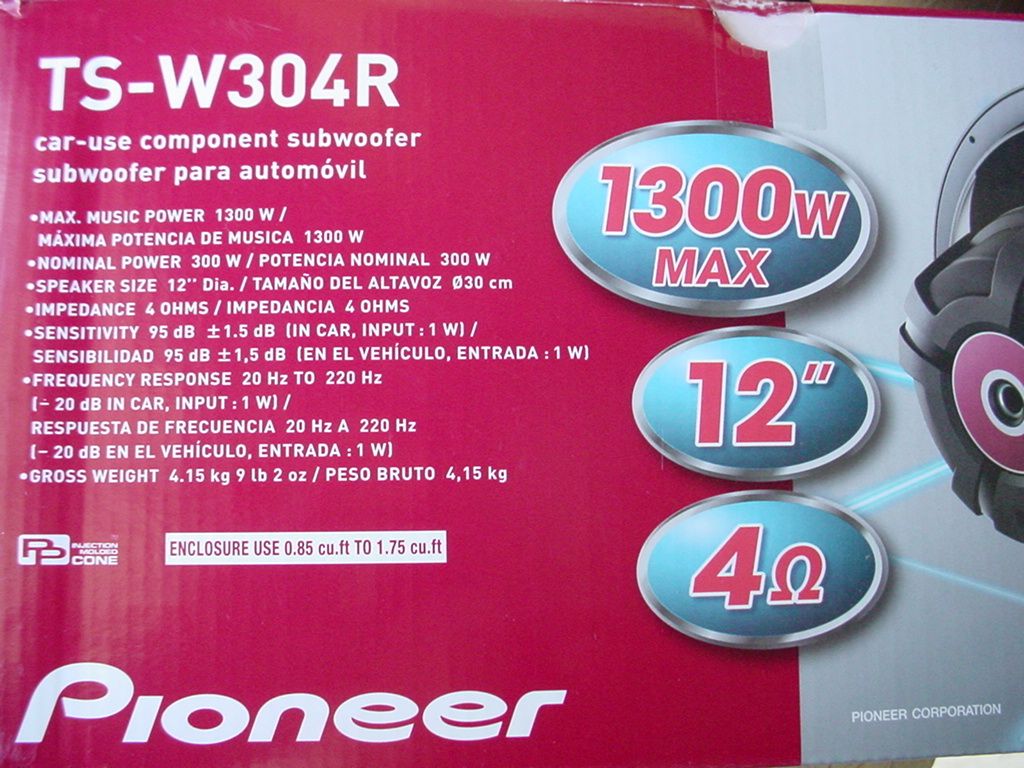 TS-W304R
car-use component subwoofer
subwoofer para automóvil
•MAX. MUSIC POWER 1300 W /
MÁXIMA POTENCIA DE MUSICA 1300 W
•NOMINAL POWER 300 W / POTENCIA NOMINAL 300 W
•SPEAKER SIZE 12" Dia. / TAMAÑO DEL ALTAVOZ Ø30 cm
•IMPEDANCE 4 OHMS / IMPEDANCIA 4 OHMS
•SENSITIVITY 95 dB ±1.5 dB (IN CAR, INPUT : 1 W) /
SENSIBILIDAD 95 dB ±1,5 dB (EN EL VEHÍCULO, ENTRADA : 1 W)
•FREQUENCY RESPONSE 20 Hz TO 220 Hz
(– 20 dB IN CAR, INPUT : 1 W) /
RESPUESTA DE FRECUENCIA 20 Hz A 220 Hz
(– 20 dB EN EL VEHÍCULO, ENTRADA : 1 W)
•GROSS WEIGHT 4.15 kg 9 lb 2 oz / PESO BRUTO 4,15 kg
INJECTION
MOLDED
CONE
ENCLOSURE USE 0.85 cu.ft TO 1.75 cu.ft
Pioneer
1300W
MAX
12"
4Ω
PIONEER CORPORATION